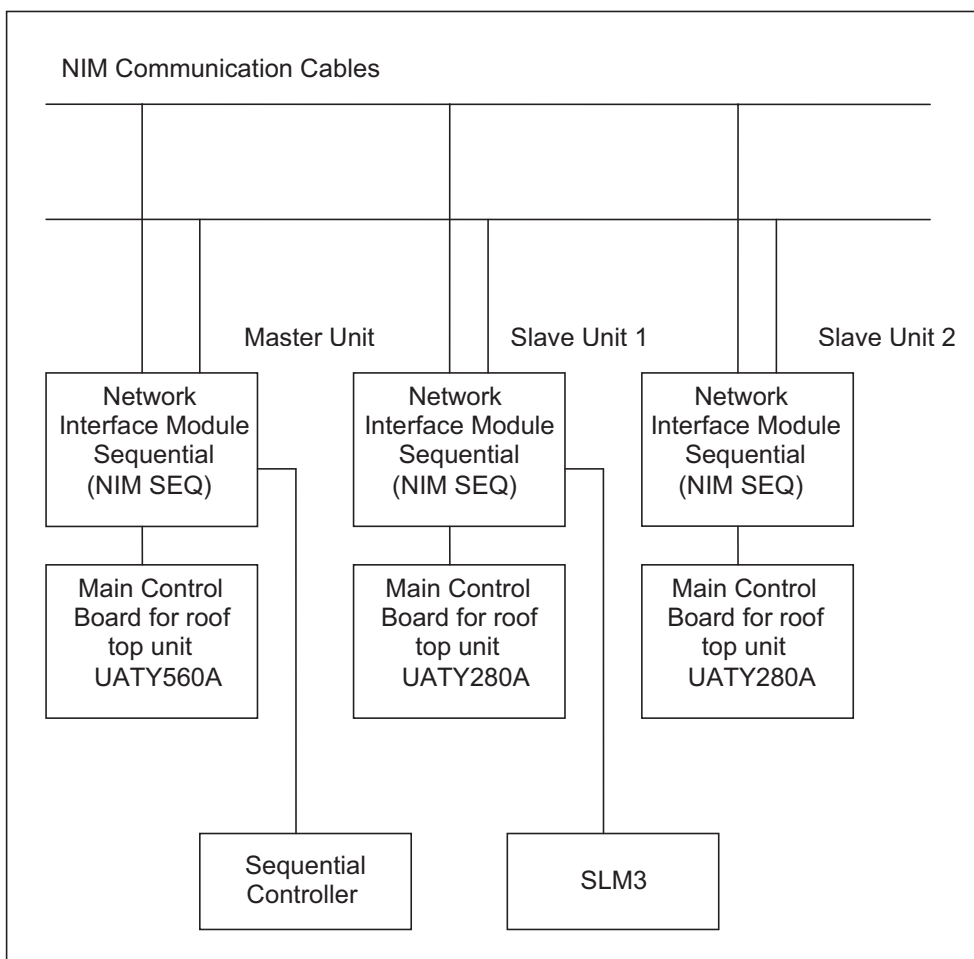 NIM Communication Cables
Master Unit
Slave Unit 1
Slave Unit 2
Network
Interface Module
Sequential
(NIM SEQ)
Network
Interface Module
Sequential
(NIM SEQ)
Network
Interface Module
Sequential
(NIM SEQ)
Main Control
Board for roof
top unit
UATY560A
Main Control
Board for roof
top unit
UATY280A
Main Control
Board for roof
top unit
UATY280A
Sequential
Controller
SLM3